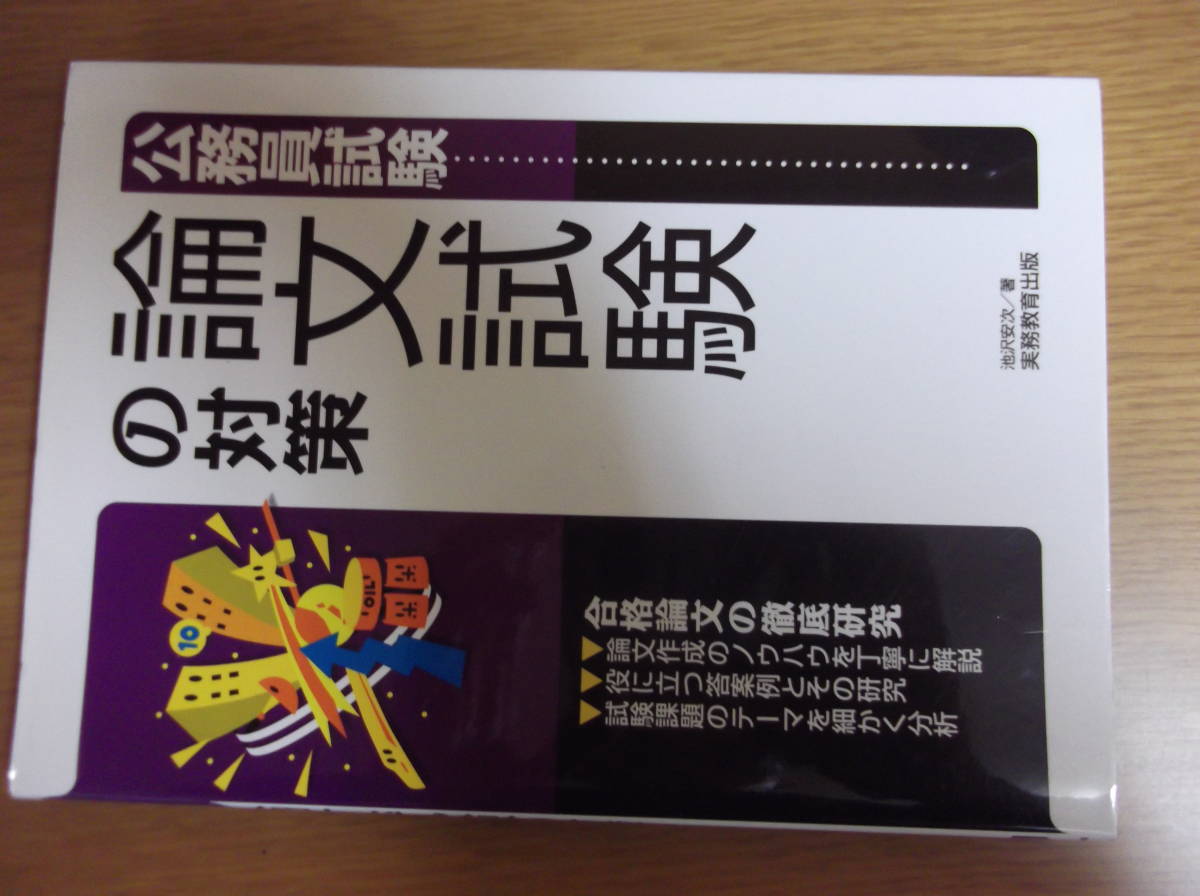 公務員試験
論文試験
の対策
池沢安次/著
実務教育出版
OIL
10
合格論文の徹底研究
▼論文作成のノウハウを丁寧に解説
▼役に立つ答案例とその研究
▼試験課題のテーマを細かく分析